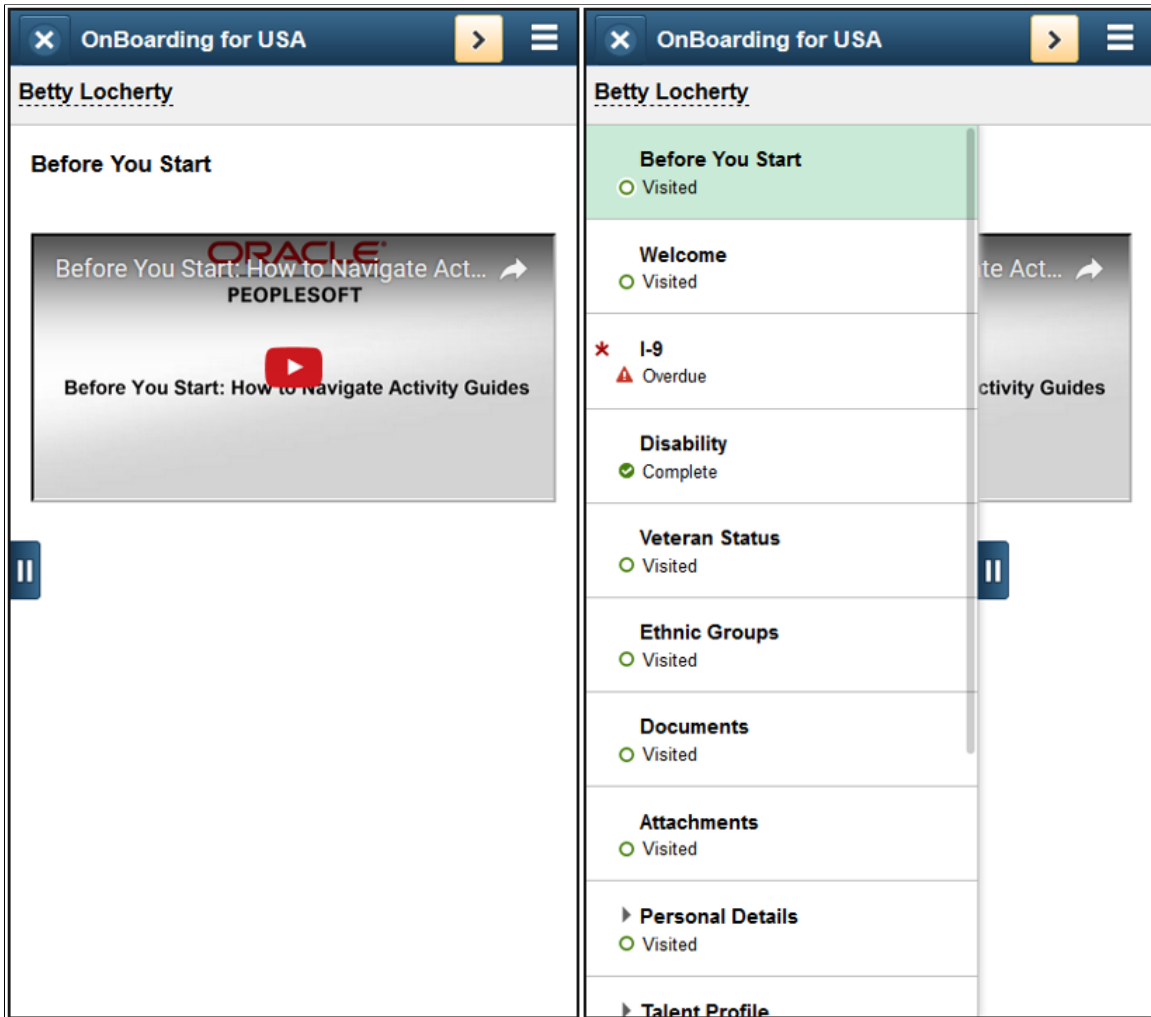 OnBoarding for USA
Betty Locherty
Before You Start
ORACLE
Before You Start: How to Navigate Act...
PEOPLESOFT
Before You Start: How to Navigate Activity Guides
OnBoarding for USA
Betty Locherty
Before You Start
Visited
Welcome
Visited
I-9
Overdue
Disability
Complete
Veteran Status
Visited
Ethnic Groups
Visited
Documents
Visited
Attachments
Visited
Personal Details
Visited
Talent Profile
te Act...
ctivity Guides